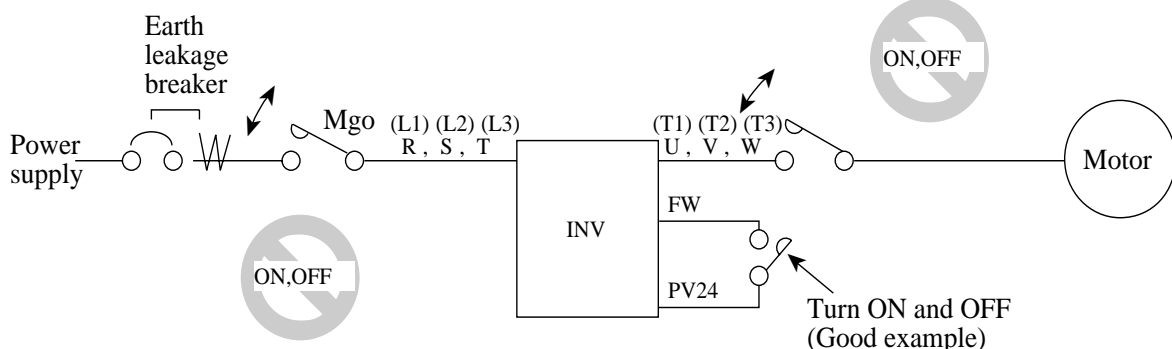 Earth
leakage
breaker
ON,OFF
Mgo
(L1) (L2) (L3)
R , S , T
(T1) (T2) (T3)
U , V , W
Power
supply
Motor
FW
INV
ON,OFF
PV24
Turn ON and OFF
(Good example)